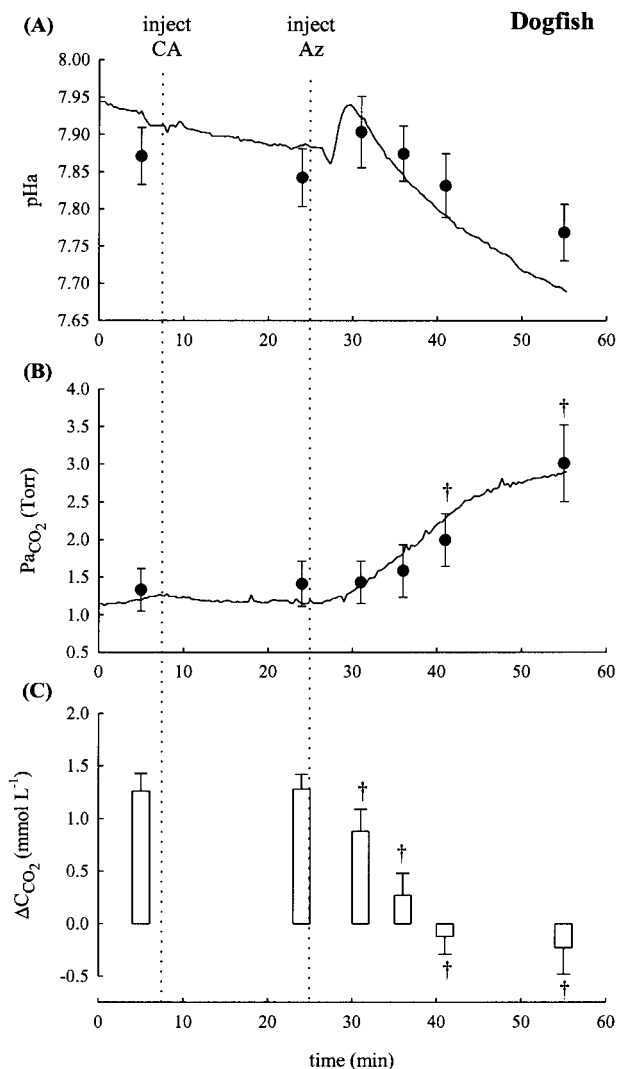 (A)
inject
CA
inject
Az
Dogfish
8.00
7.95
7.90
7.85
7.80
7.75
7.70
7.65
pHa
0 10 20 30 40 50 60
(B)
4.0
3.5
3.0
2.5
2.0
1.5
1.0
0.5
PaCO2 (Torr)
† †
0 10 20 30 40 50 60
(C)
2.0
1.5
1.0
0.5
0.0
-0.5
ΔCCO2 (mmol L-1)
† † † †
0 10 20 30 40 50 60
time (min)